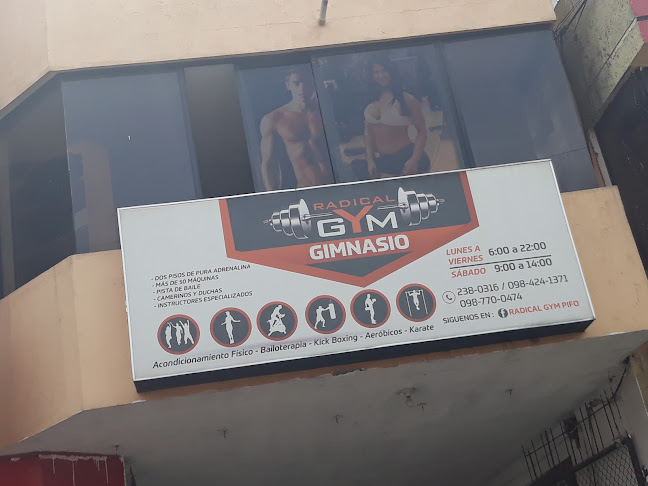 RADICAL
GYM
GIMNASIO
- DOS PISOS DE PURA ADRENALINA
- MÁS DE 50 MÁQUINAS
- PISTA DE BAILE
- CAMERINOS Y DUCHAS
- INSTRUCTORES ESPECIALIZADOS
LUNES A VIERNES 6:00 a 22:00
SÁBADO 9:00 a 14:00
238-0316 / 098-424-1371
098-770-0474
SIGUENOS EN : f RADICAL GYM PIFO
Acondicionamiento Físico - Bailoterapia - Kick Boxing - Aeróbicos - Karate